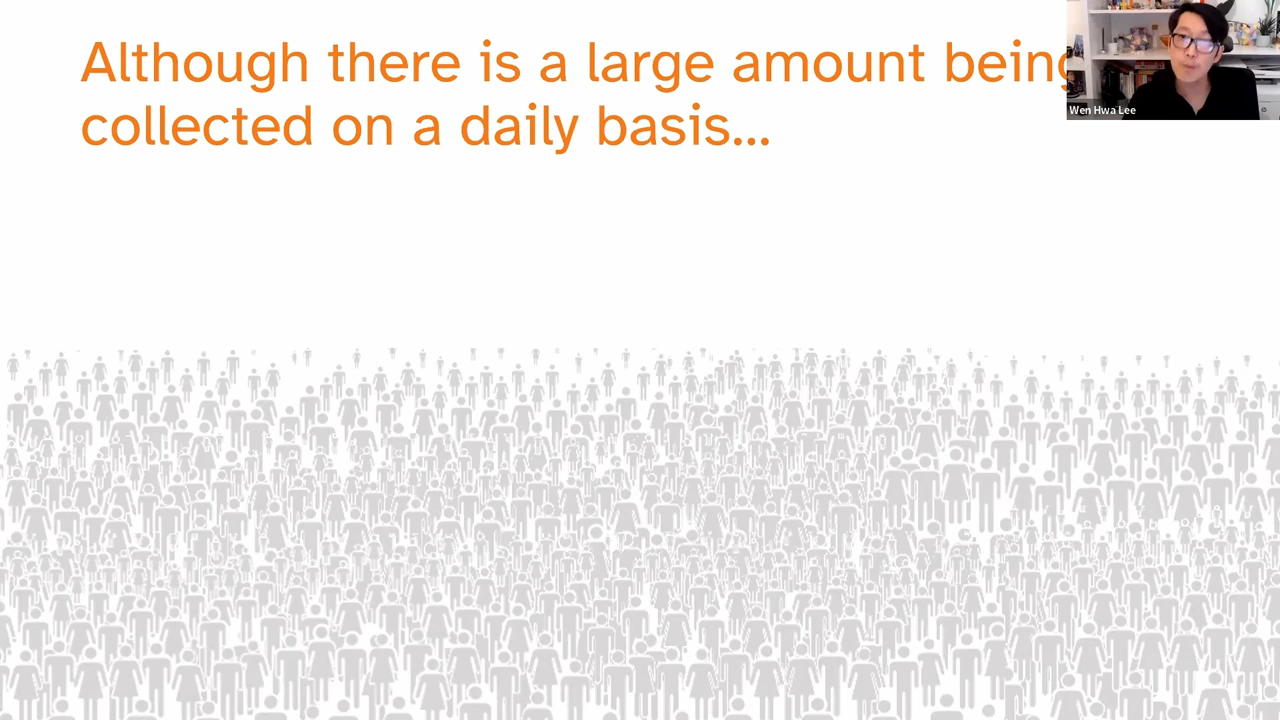 Although there is a large amount being
collected on a daily basis...
Wen Hwa Lee